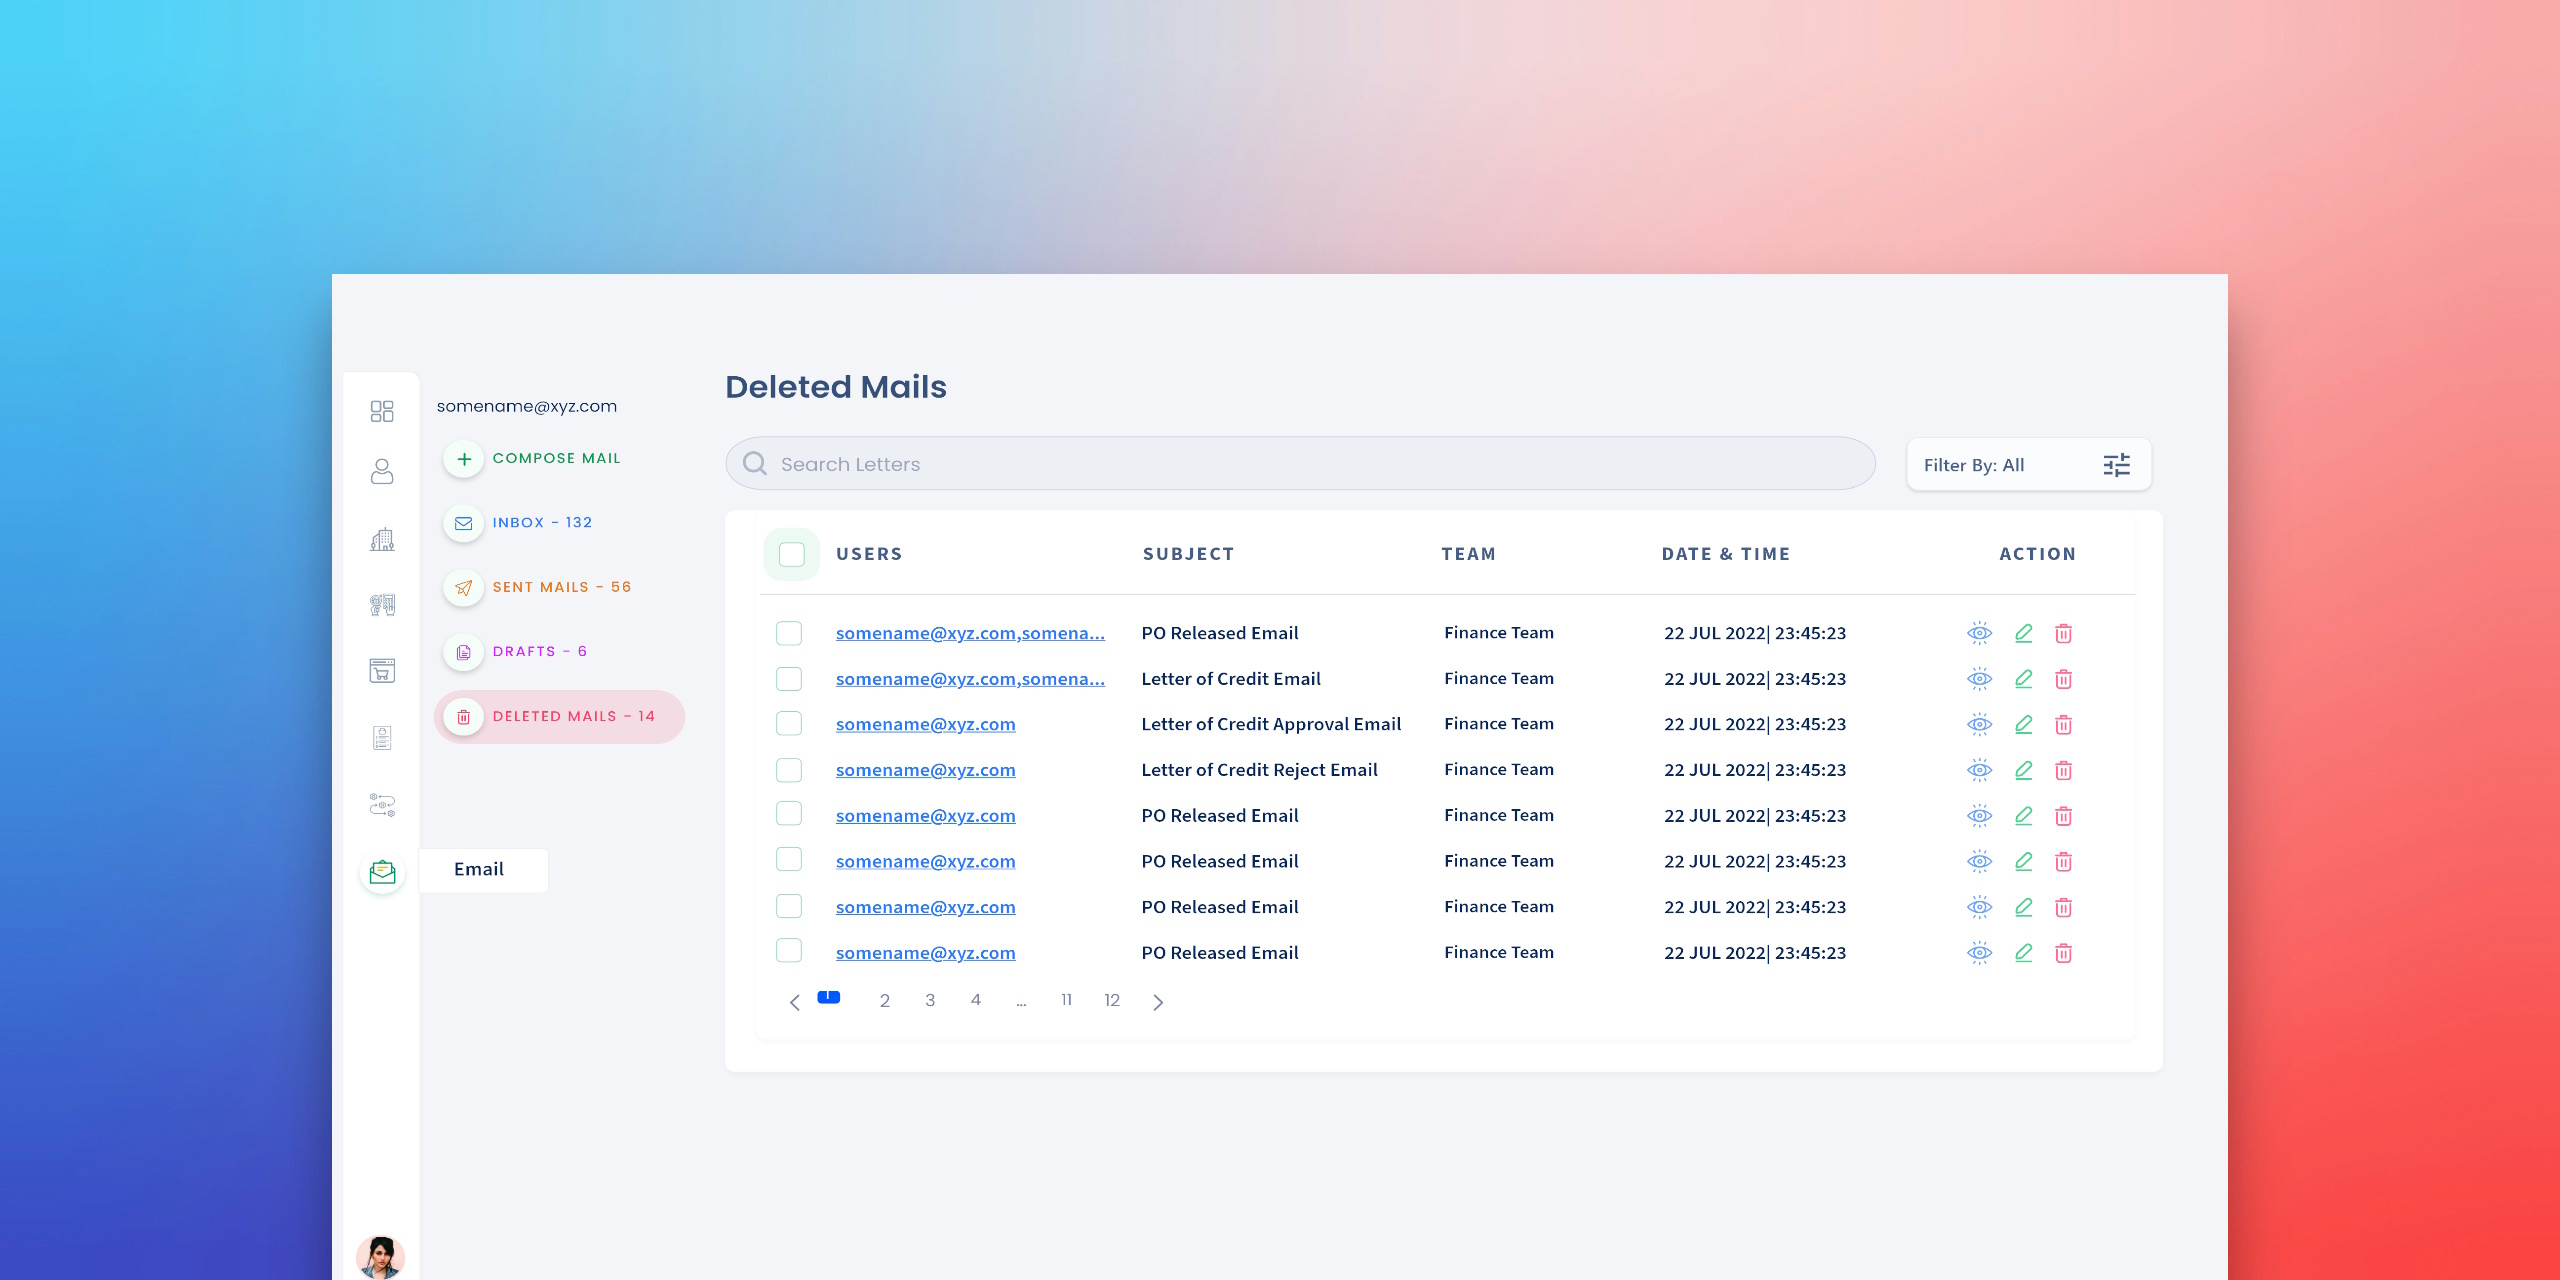 Deleted Mails
somename@xyz.com
COMPOSE MAIL
INBOX - 132
SENT MAILS - 56
DRAFTS - 6
DELETED MAILS - 14
Email
Search Letters
Filter By: All
USERS SUBJECT TEAM DATE & TIME ACTION
somename@xyz.com,somena... PO Released Email Finance Team 22 JUL 2022| 23:45:23
somename@xyz.com,somena... Letter of Credit Email Finance Team 22 JUL 2022| 23:45:23
somename@xyz.com Letter of Credit Approval Email Finance Team 22 JUL 2022| 23:45:23
somename@xyz.com Letter of Credit Reject Email Finance Team 22 JUL 2022| 23:45:23
somename@xyz.com PO Released Email Finance Team 22 JUL 2022| 23:45:23
somename@xyz.com PO Released Email Finance Team 22 JUL 2022| 23:45:23
somename@xyz.com PO Released Email Finance Team 22 JUL 2022| 23:45:23
somename@xyz.com PO Released Email Finance Team 22 JUL 2022| 23:45:23
1 2 3 4 ... 11 12